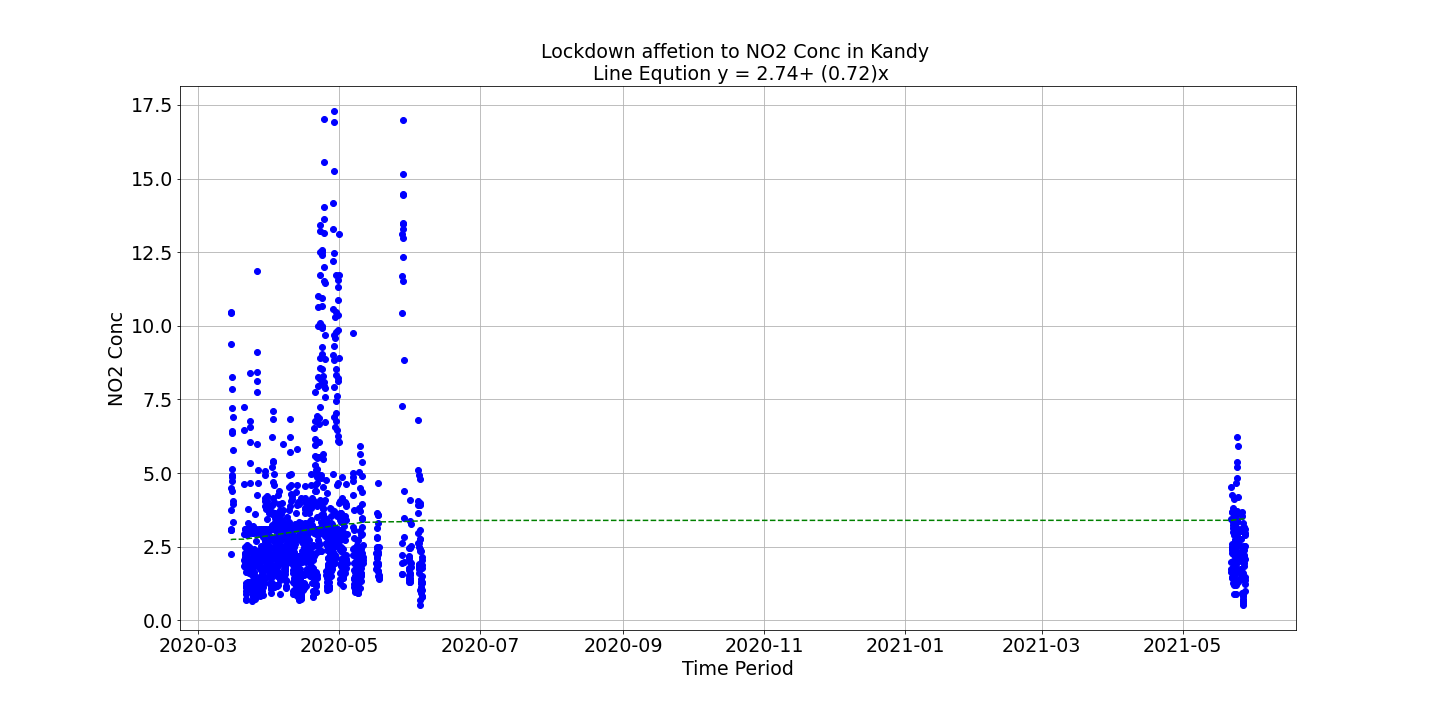 Lockdown affetion to NO2 Conc in Kandy
Line Eqution y = 2.74+ (0.72)x
17.5
15.0
12.5
10.0
7.5
5.0
2.5
0.0
NO2 Conc
2020-03 2020-05 2020-07 2020-09 2020-11 2021-01 2021-03 2021-05
Time Period